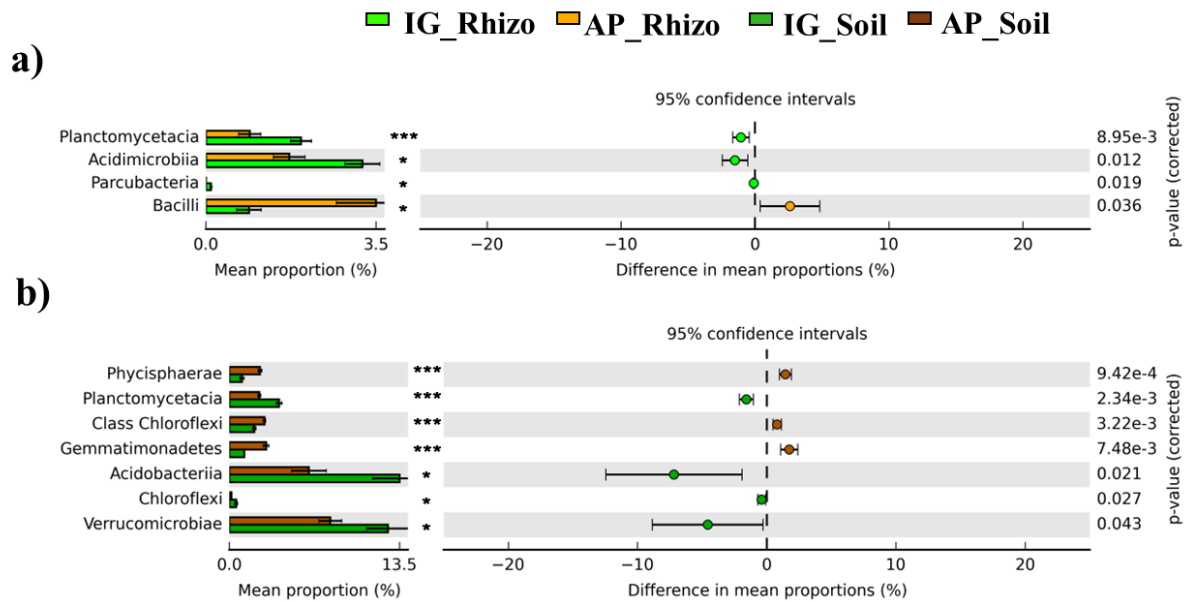 IG_Rhizo AP_Rhizo IG_Soil AP_Soil
a)
95% confidence intervals
Planctomycetacia *** 8.95e-3
Acidimicrobiia * 0.012
Parcubacteria * 0.019
Bacilli * 0.036
0.0 3.5 −20 −10 0 10 20
Mean proportion (%) Difference in mean proportions (%)
p-value (corrected)
b)
95% confidence intervals
Phycisphaerae *** 9.42e-4
Planctomycetacia *** 2.34e-3
Class Chloroflexi *** 3.22e-3
Gemmatimonadetes *** 7.48e-3
Acidobacteriia * 0.021
Chloroflexi * 0.027
Verrucomicrobiae * 0.043
0.0 13.5 −20 −10 0 10 20
Mean proportion (%) Difference in mean proportions (%)
p-value (corrected)